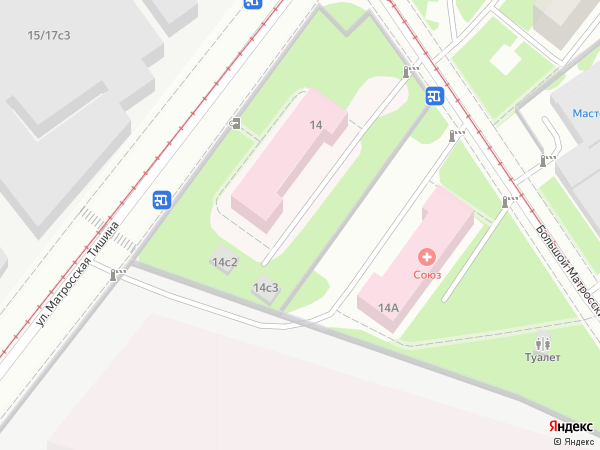 15/17с3
14
Маст
ул. Матросская Тишина
Большой Матросск
14с2
Союз
14с3
14А
Туалет
Яндекс
© Яндекс